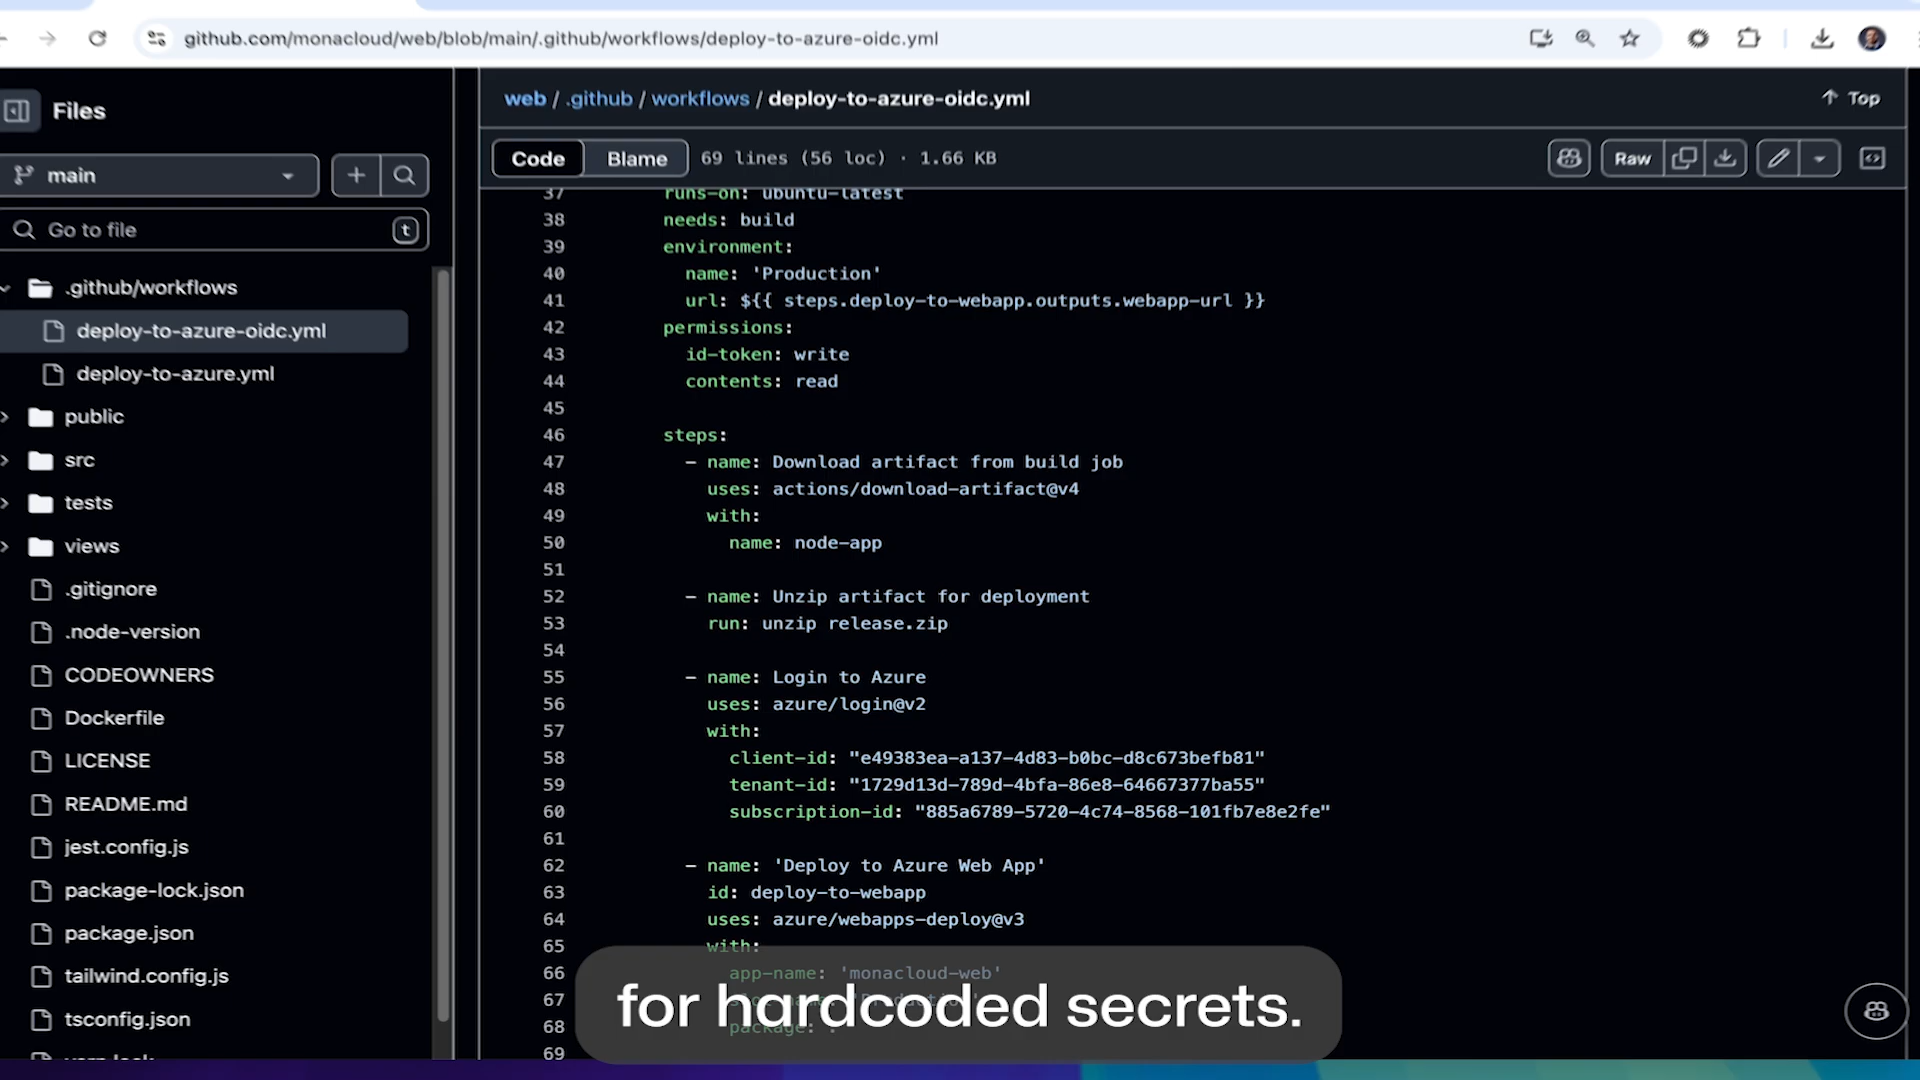 github.com/monacloud/web/blob/main/.github/workflows/deploy-to-azure-oidc.yml
Files
main
Go to file
t
.github/workflows
deploy-to-azure-oidc.yml
deploy-to-azure.yml
public
src
tests
views
.gitignore
.node-version
CODEOWNERS
Dockerfile
LICENSE
README.md
jest.config.js
package-lock.json
package.json
tailwind.config.js
tsconfig.json
web / .github / workflows / deploy-to-azure-oidc.yml
Top
Code Blame 69 lines (56 loc) · 1.66 KB
Raw
37 runs-on: ubuntu-latest
38 needs: build
39 environment:
40 name: 'Production'
41 url: ${{ steps.deploy-to-webapp.outputs.webapp-url }}
42 permissions:
43 id-token: write
44 contents: read
45
46 steps:
47 - name: Download artifact from build job
48 uses: actions/download-artifact@v4
49 with:
50 name: node-app
51
52 - name: Unzip artifact for deployment
53 run: unzip release.zip
54
55 - name: Login to Azure
56 uses: azure/login@v2
57 with:
58 client-id: "e49383ea-a137-4d83-b0bc-d8c673befb81"
59 tenant-id: "1729d13d-789d-4bfa-86e8-64667377ba55"
60 subscription-id: "885a6789-5720-4c74-8568-101fb7e8e2fe"
61
62 - name: 'Deploy to Azure Web App'
63 id: deploy-to-webapp
64 uses: azure/webapps-deploy@v3
65 with:
66 app-name: 'monacloud-web'
67
68 package: .
69
for hardcoded secrets.